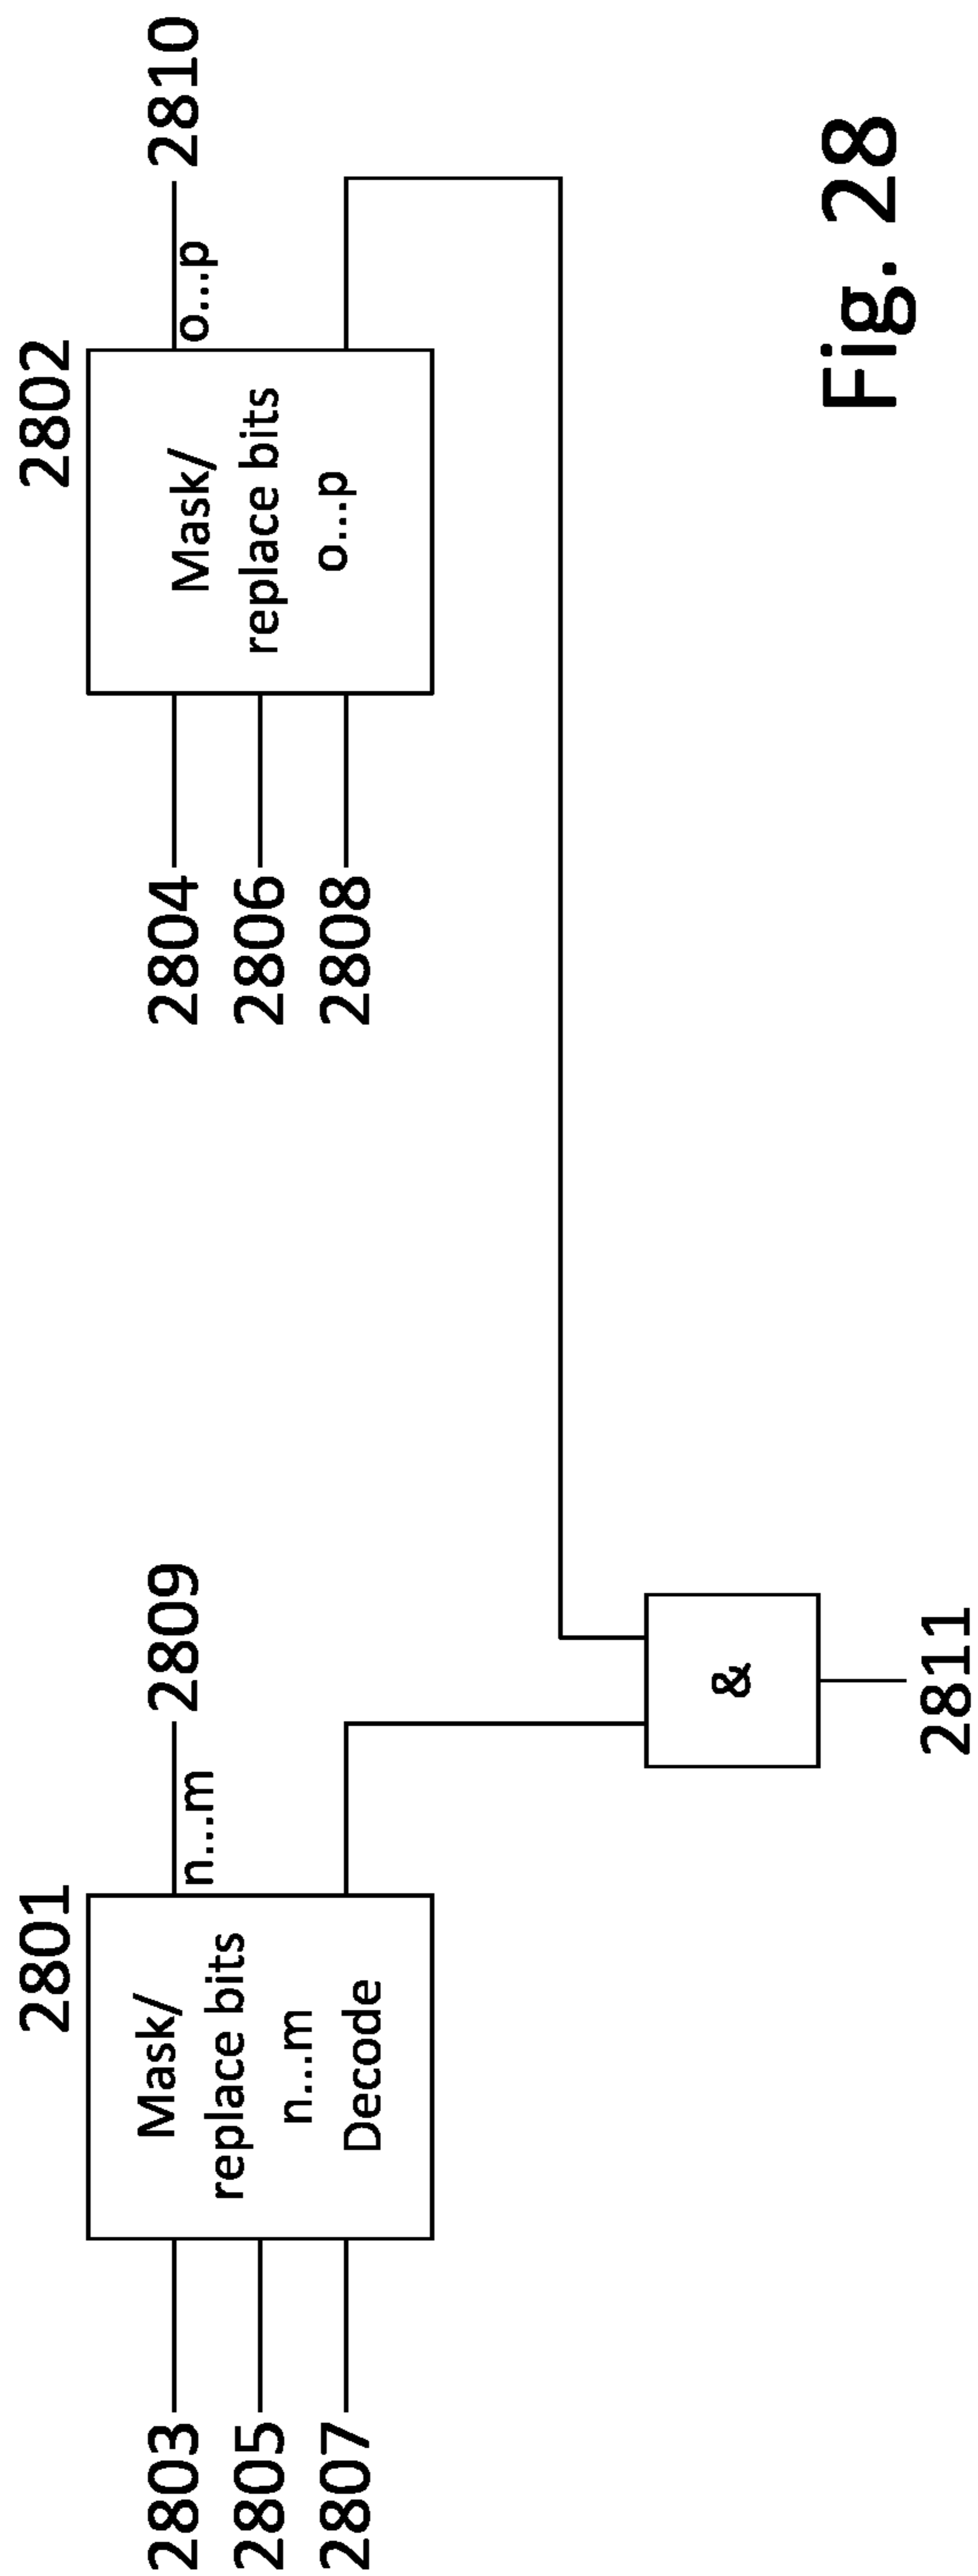 2801
2802
2803
2805
2807
Mask/
replace bits
n...m
Decode
2809
n...m
2804
2806
2808
Mask/
replace bits
o...p
2810
o...p
&
2811
Fig. 28